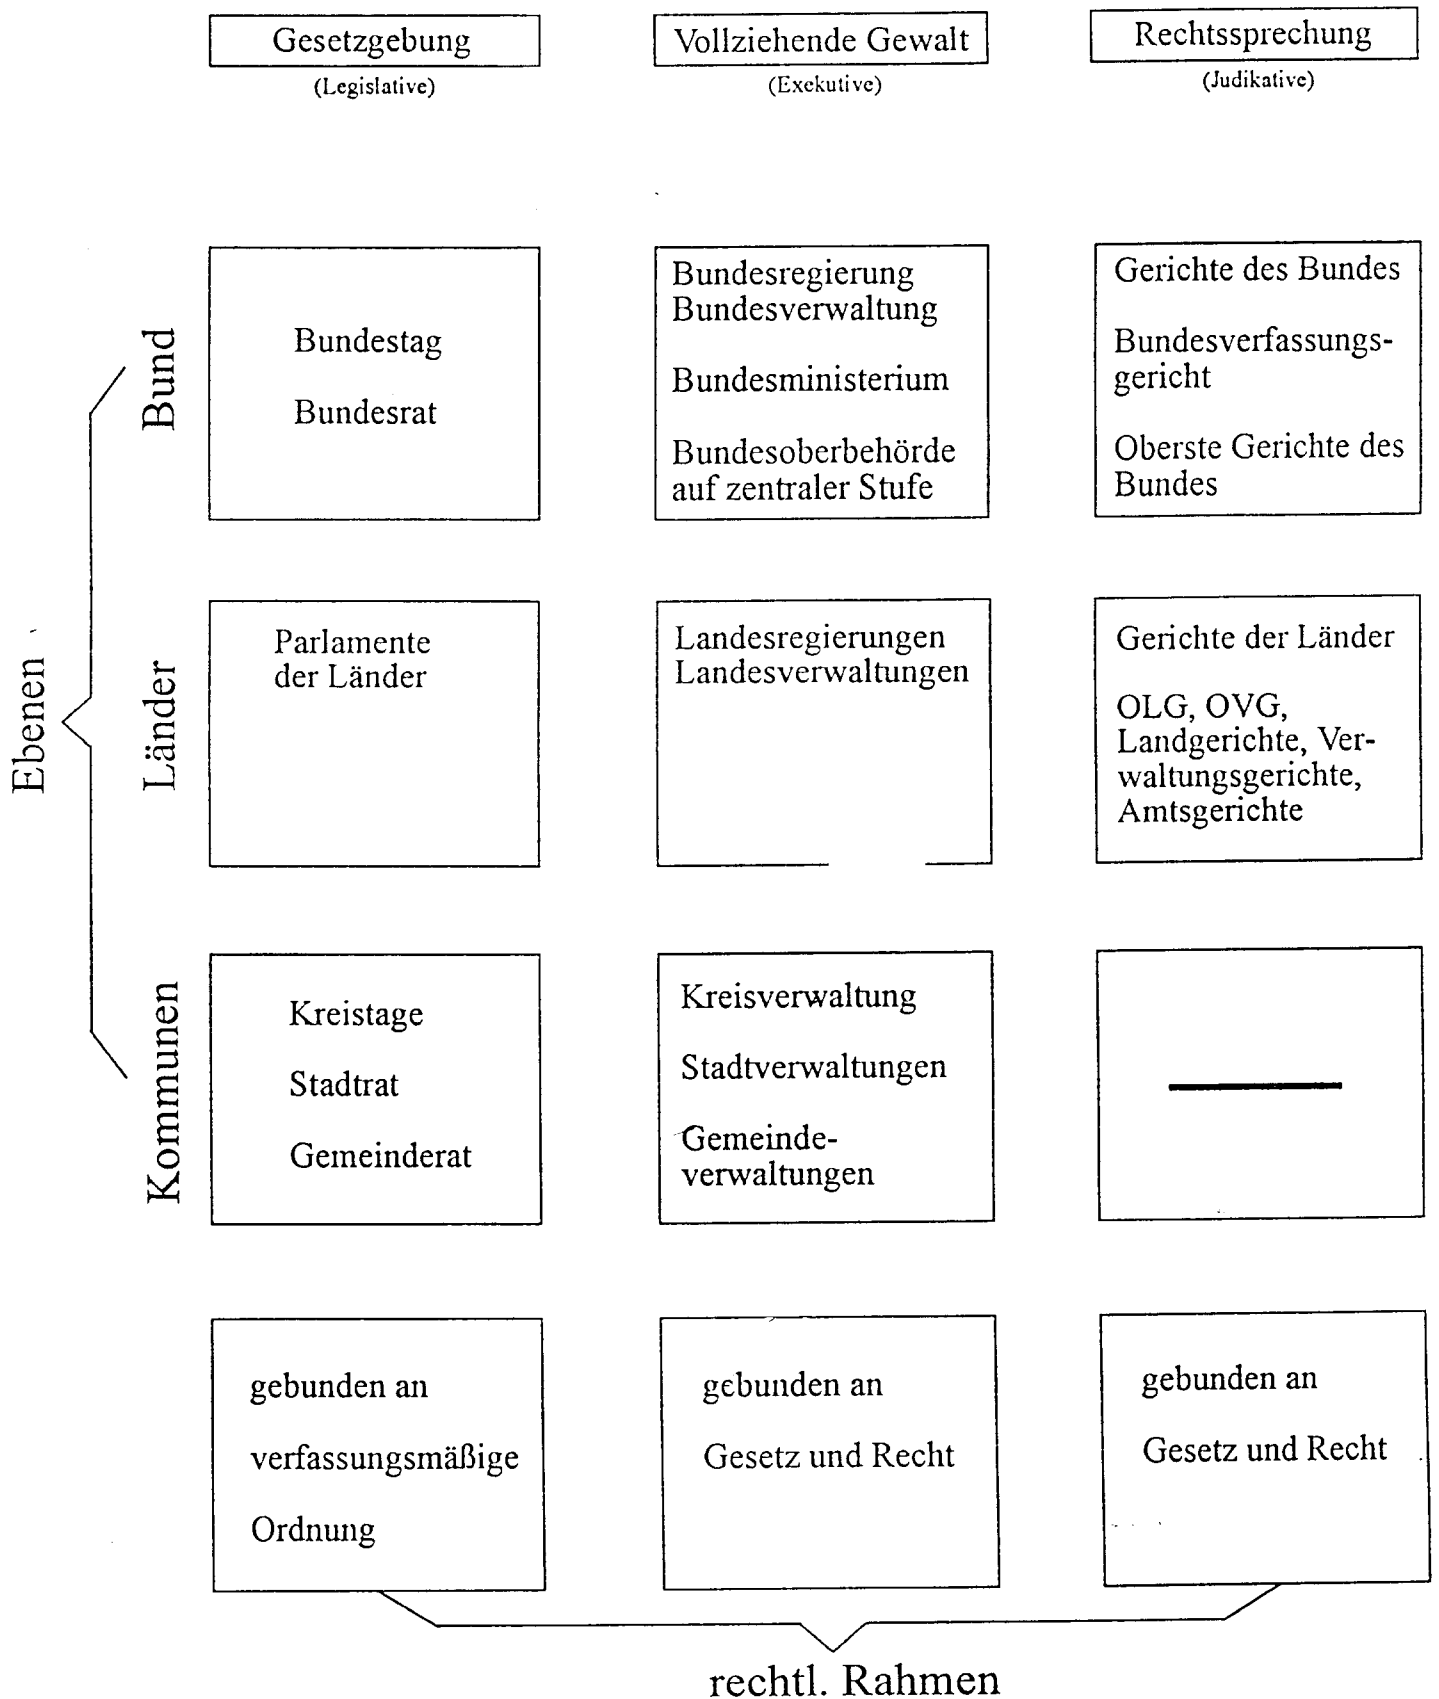 Gesetzgebung
(Legislative)
Vollziehende Gewalt
(Exekutive)
Rechtssprechung
(Judikative)
Ebenen
Bund
Bundestag
Bundesrat
Bundesregierung
Bundesverwaltung
Bundesministerium
Bundesoberbehörde
auf zentraler Stufe
Gerichte des Bundes
Bundesverfassungs-
gericht
Oberste Gerichte des
Bundes
Länder
Parlamente
der Länder
Landesregierungen
Landesverwaltungen
Gerichte der Länder
OLG, OVG,
Landgerichte, Ver-
waltungsgerichte,
Amtsgerichte
Kommunen
Kreistage
Stadtrat
Gemeinderat
Kreisverwaltung
Stadtverwaltungen
Gemeinde-
verwaltungen
gebunden an
verfassungsmäßige
Ordnung
gebunden an
Gesetz und Recht
gebunden an
Gesetz und Recht
rechtl. Rahmen